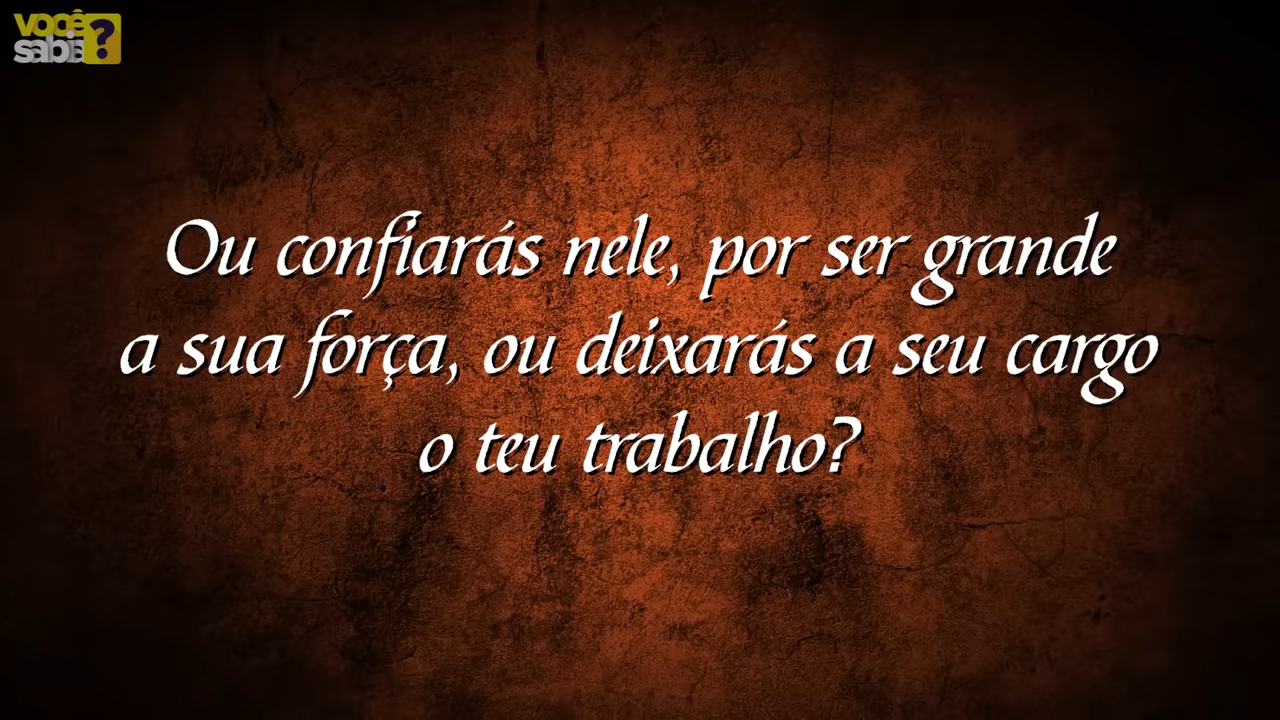 você
sabia?
Ou confiarás nele, por ser grande
a sua força, ou deixarás a seu cargo
o teu trabalho?